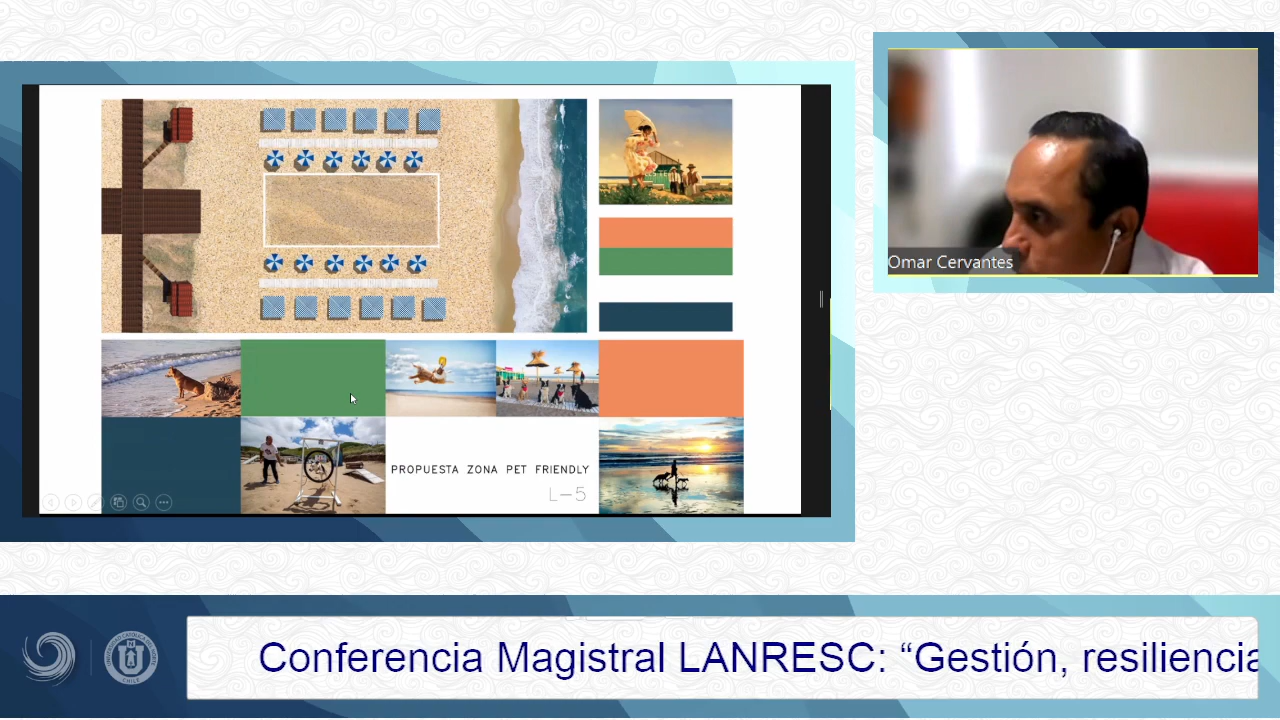 Omar Cervantes
PROPUESTA ZONA PET FRIENDLY
L-5
Conferencia Magistral LANRESC: “Gestión, resiliencia